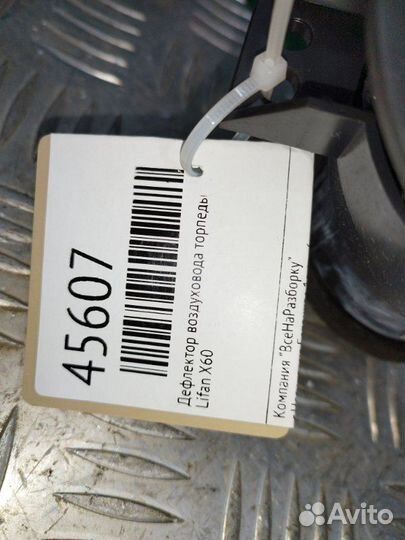 45607
Дефлектор воздуховода торпеды
Lifan X60
Компания "ВсеНаРазборку"
Avito